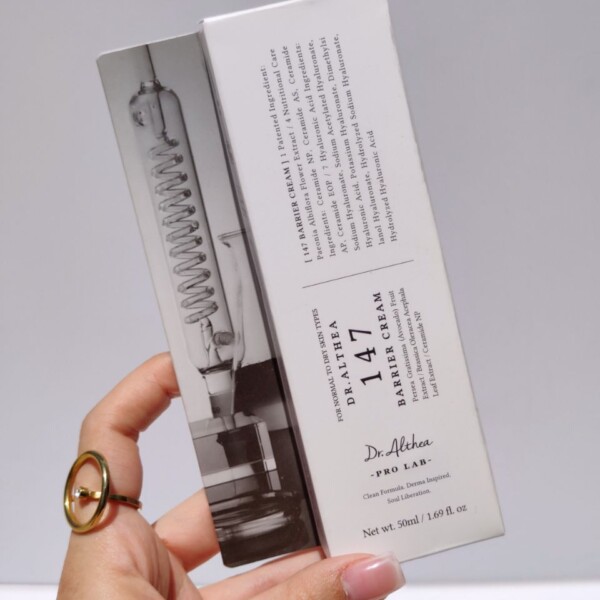 [ 147 BARRIER CREAM ] 1 Patented Ingredient:
Paeonia Albiflora Flower Extract / 4 Nutritional Care
Ingredients: Ceramide NP, Ceramide AS, Ceramide
AP, Ceramide EOP / 7 Hyaluronic Acid Ingredients:
Sodium Hyaluronate, Sodium Acetylated Hyaluronate,
Hyaluronic Acid, Potassium Hyaluronate, Dimethylsi
lanol Hyaluronate, Hydrolyzed Sodium Hyaluronate,
Hydrolyzed Hyaluronic Acid
FOR NORMAL TO DRY SKIN TYPES
DR.ALTHEA
147
BARRIER CREAM
Persea Gratissima (Avocado) Fruit
Extract / Brassica Oleracea Acephala
Leaf Extract / Ceramide NP
Dr.Althea
-PRO LAB-
Clean Formula. Derma Inspired.
Soul Liberation.
Net wt. 50ml / 1.69 fl. oz